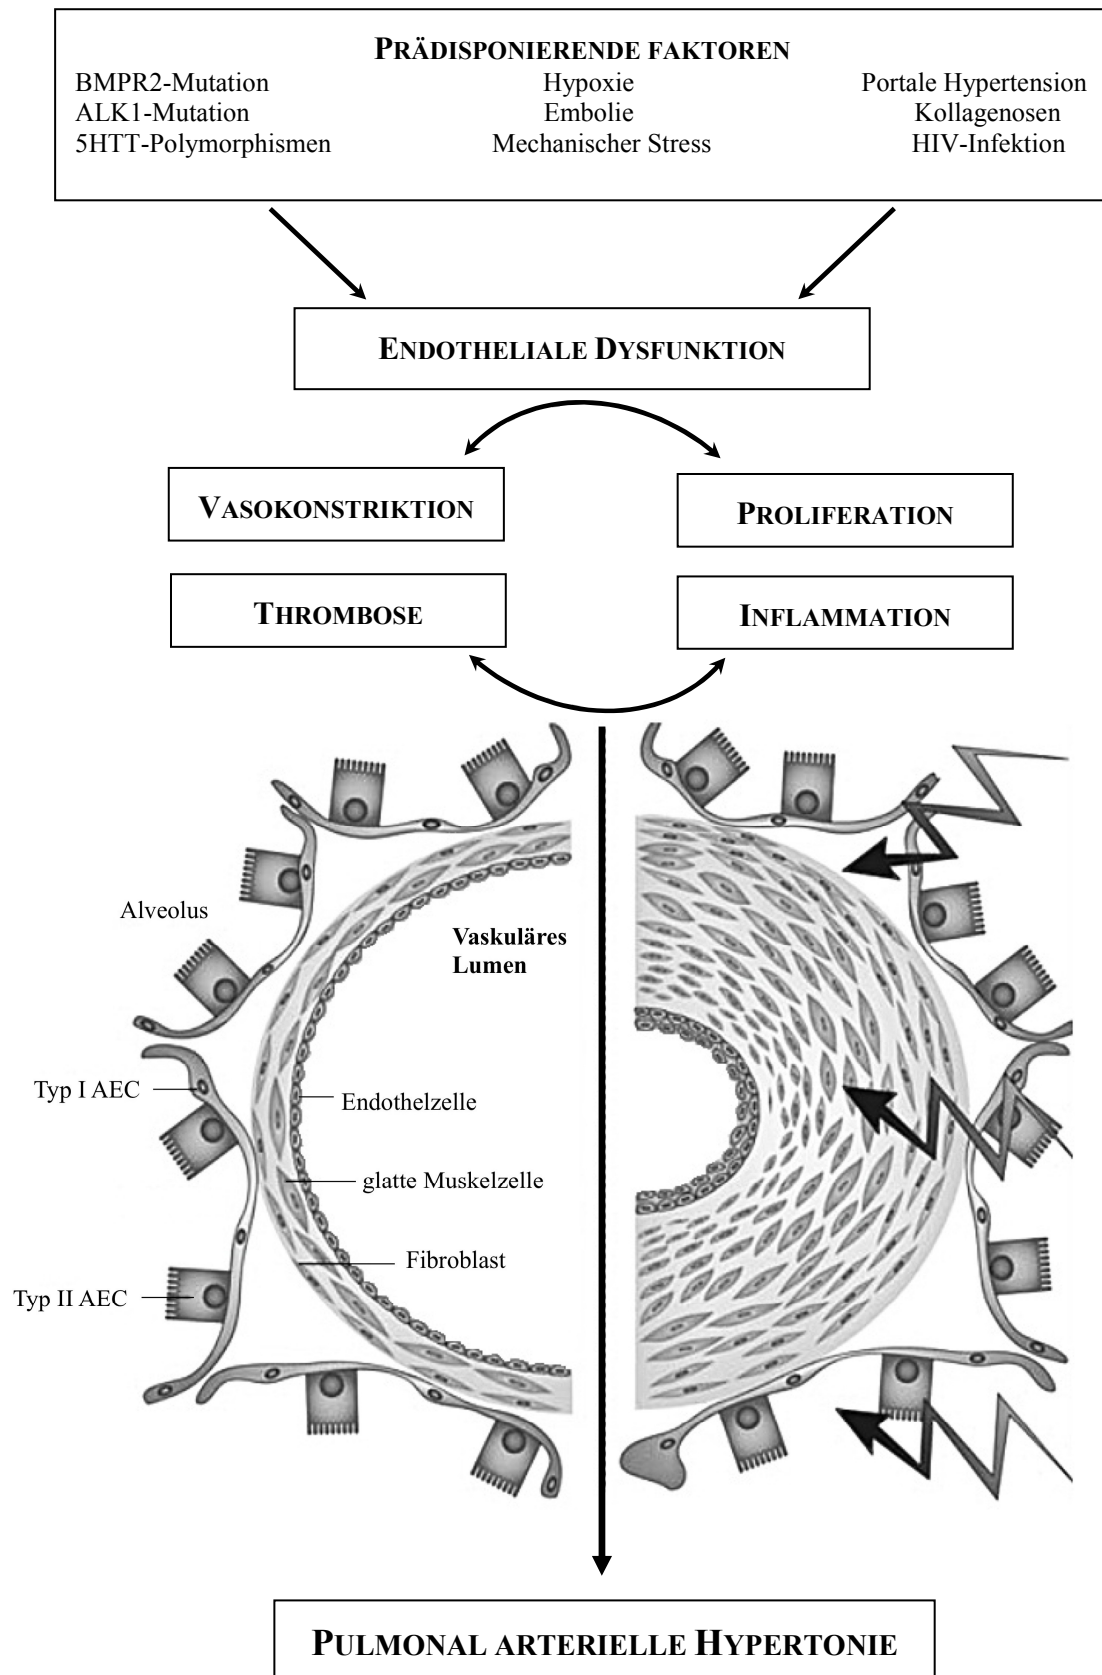 PRÄDISPONIERENDE FAKTOREN
BMPR2-Mutation Hypoxie Portale Hypertension
ALK1-Mutation Embolie Kollagenosen
5HTT-Polymorphismen Mechanischer Stress HIV-Infektion
ENDOTHELIALE DYSFUNKTION
VASOKONSTRIKTION PROLIFERATION
THROMBOSE INFLAMMATION
Alveolus
Vaskuläres
Lumen
Typ I AEC
Endothelzelle
glatte Muskelzelle
Fibroblast
Typ II AEC
PULMONAL ARTERIELLE HYPERTONIE